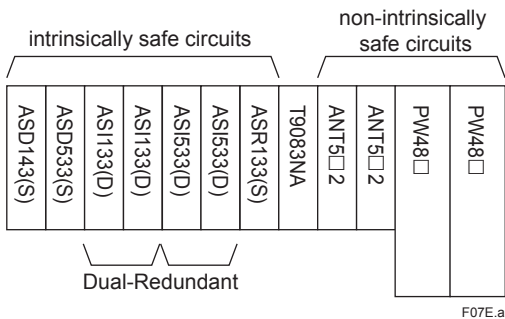 intrinsically safe circuits
non-intrinsically
safe circuits
ASD143(S)
ASD533(S)
ASI133(D)
ASI133(D)
ASI533(D)
ASI533(D)
ASR133(S)
T9083NA
ANT5□2
ANT5□2
PW48□
PW48□
Dual-Redundant
F07E.ai